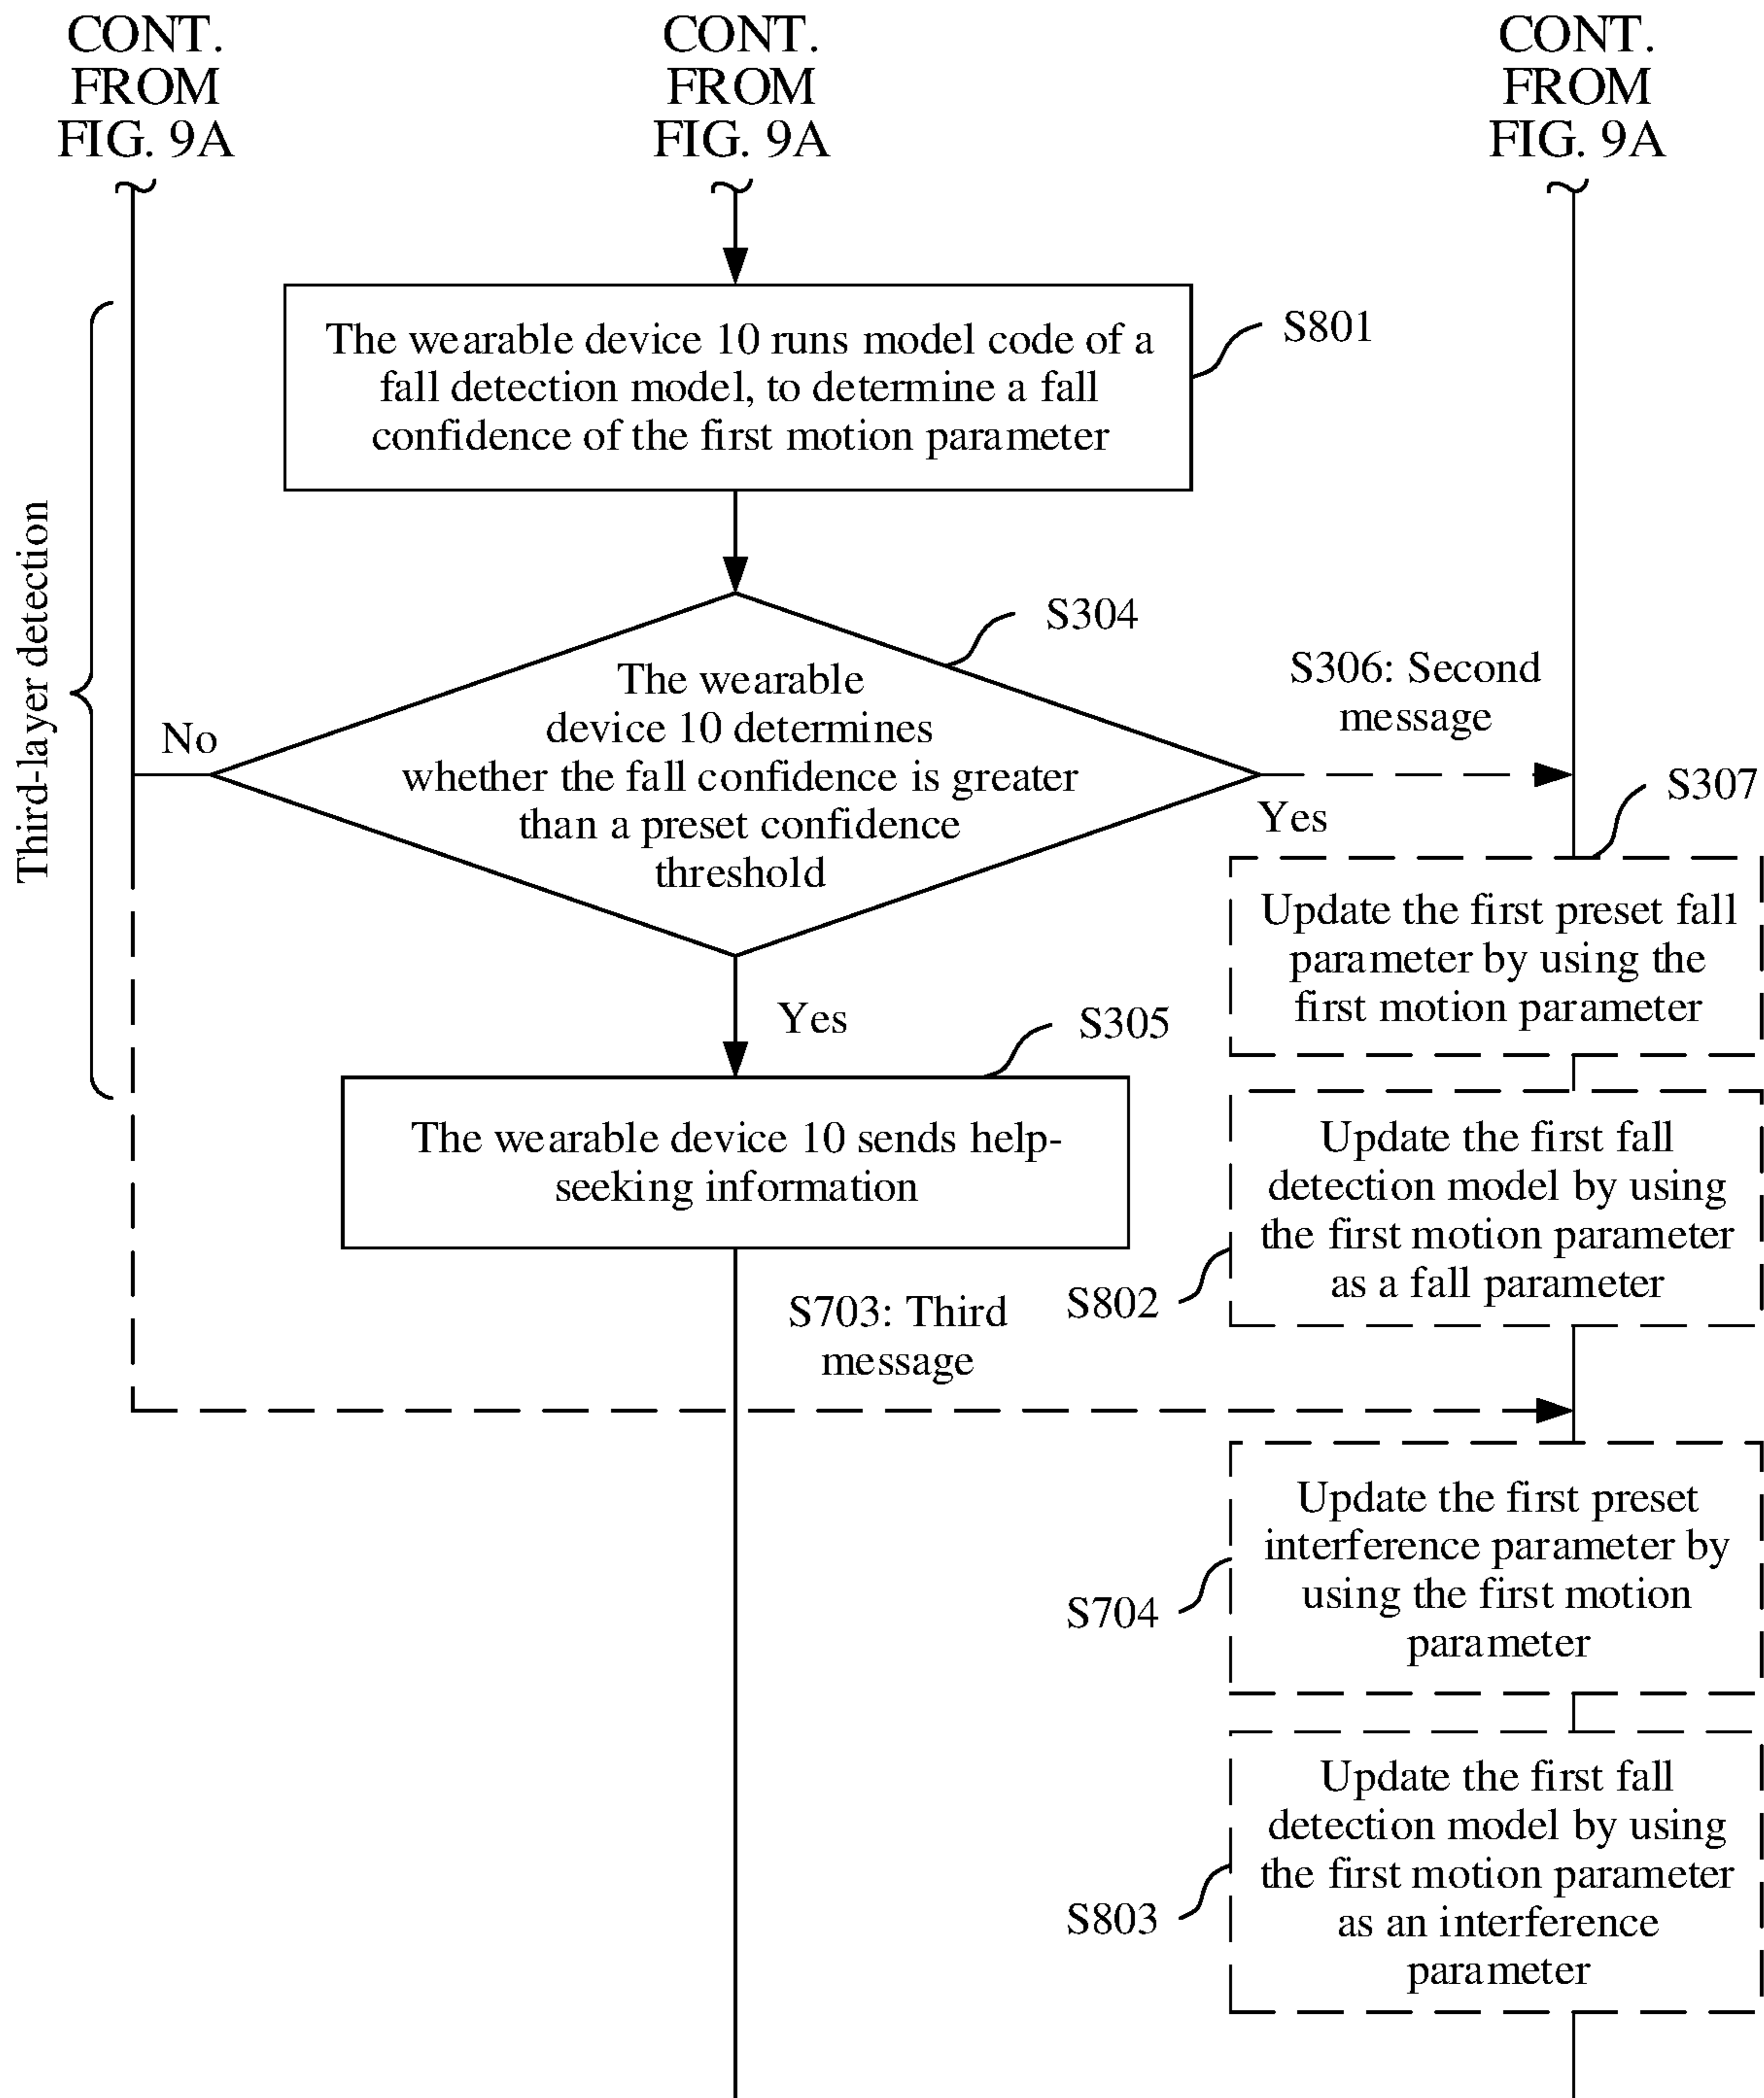 CONT.
FROM
FIG. 9A
CONT.
FROM
FIG. 9A
CONT.
FROM
FIG. 9A
The wearable device 10 runs model code of a
fall detection model, to determine a fall
confidence of the first motion parameter
S801
Third-layer detection
S304
The wearable
device 10 determines
whether the fall confidence is greater
than a preset confidence
threshold
No
S306: Second
message
Yes
S307
Update the first preset fall
parameter by using the
first motion parameter
Yes
S305
The wearable device 10 sends help-
seeking information
Update the first fall
detection model by using
the first motion parameter
as a fall parameter
S802
S703: Third
message
Update the first preset
interference parameter by
using the first motion
parameter
S704
Update the first fall
detection model by using
the first motion parameter
as an interference
parameter
S803